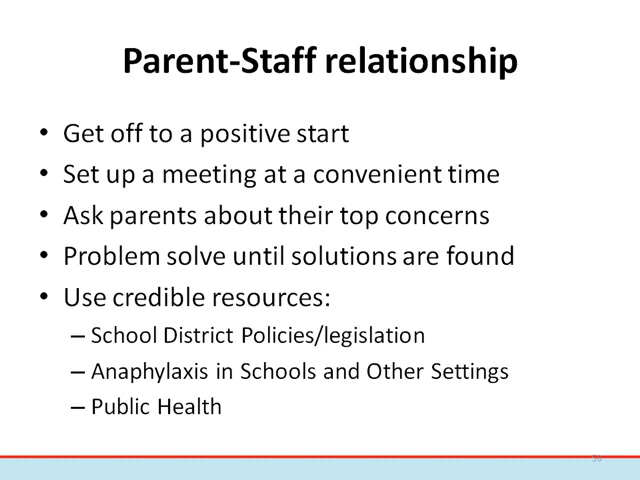 Parent-Staff relationship
• Get off to a positive start
• Set up a meeting at a convenient time
• Ask parents about their top concerns
• Problem solve until solutions are found
• Use credible resources:
– School District Policies/legislation
– Anaphylaxis in Schools and Other Settings
– Public Health